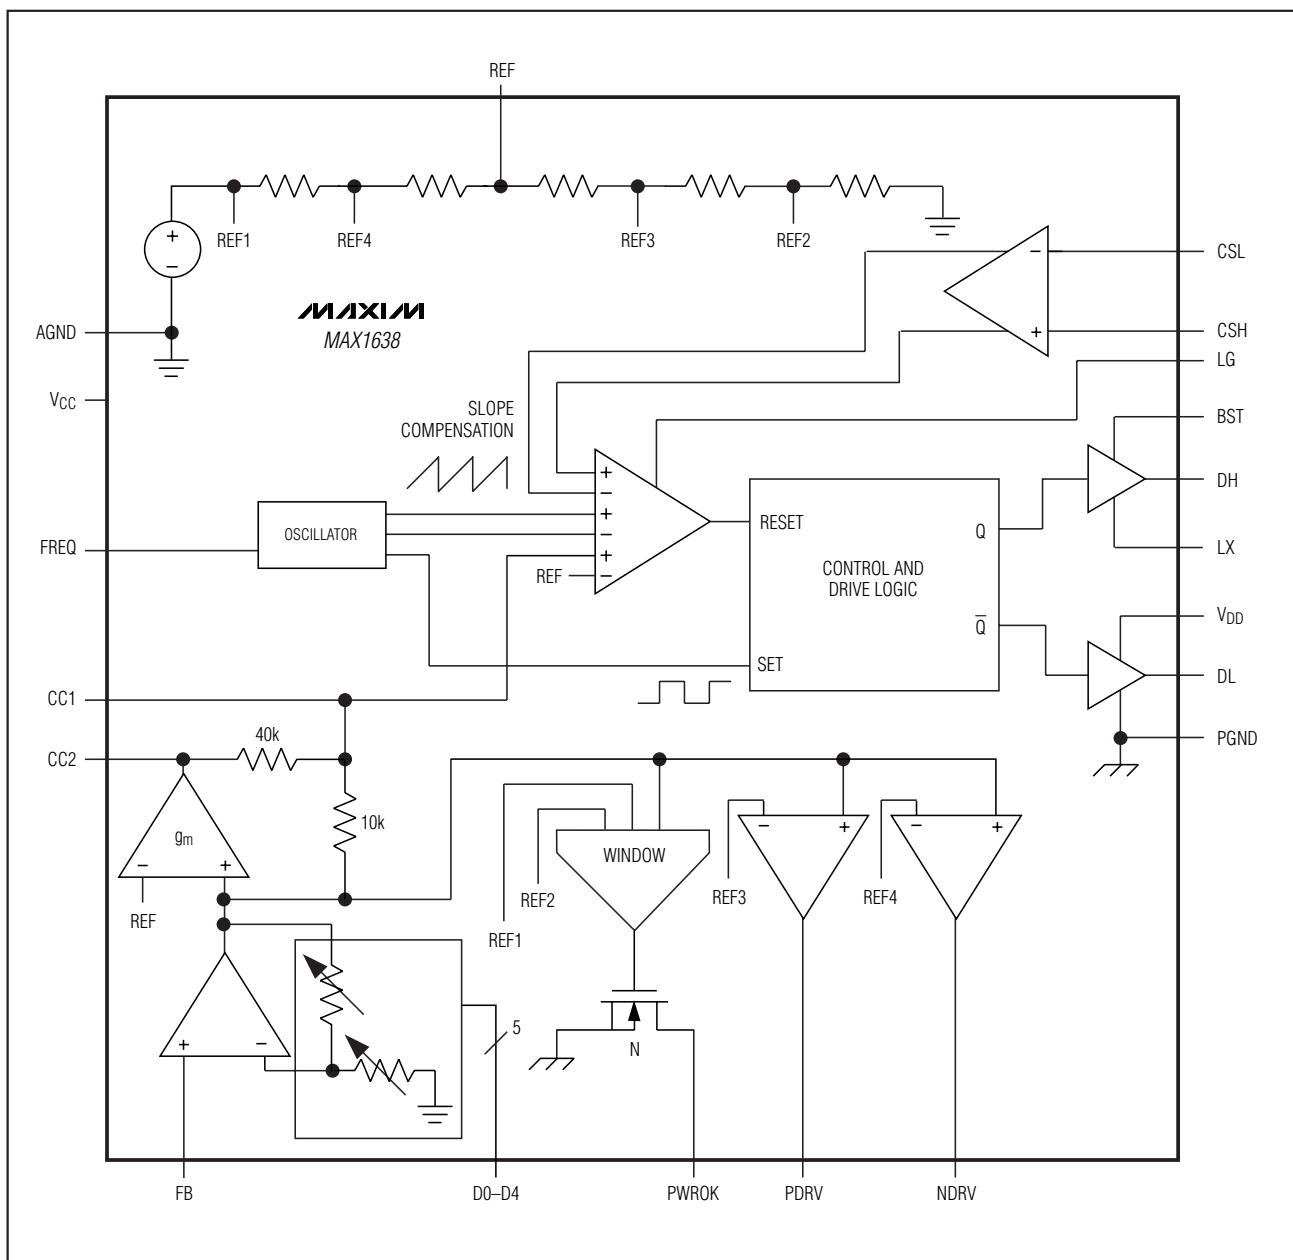 REF
REF1
REF4
REF3
REF2
+
−
MAXIM
MAX1638
AGND
VCC
−
+
CSL
CSH
LG
BST
DH
LX
VDD
DL
PGND
SLOPE
COMPENSATION
FREQ
OSCILLATOR
+
−
+
−
+
REF
−
RESET
Q
CONTROL AND
DRIVE LOGIC
Q̅
SET
CC1
CC2
40k
10k
gm
−
+
REF
WINDOW
REF2
REF1
−
+
REF3
−
+
REF4
+
−
5
N
FB
D0–D4
PWROK
PDRV
NDRV